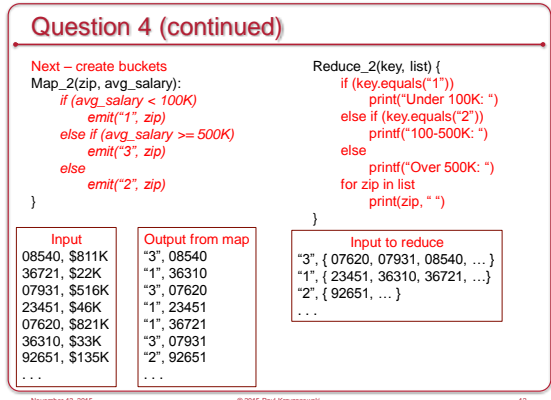 Question 4 (continued)
Next – create buckets
Map_2(zip, avg_salary):
if (avg_salary < 100K)
emit(“1”, zip)
else if (avg_salary >= 500K)
emit(“3”, zip)
else
emit(“2”, zip)
}
Reduce_2(key, list) {
if (key.equals(“1”))
print(“Under 100K: “)
else if (key.equals(“2”))
printf(“100-500K: “)
else
printf(“Over 500K: “)
for zip in list
print(zip, “ “)
}
Input
08540, $811K
36721, $22K
07931, $516K
23451, $46K
07620, $821K
36310, $33K
92651, $135K
. . .
Output from map
“3”, 08540
“1”, 36310
“3”, 07620
“1”, 23451
“1”, 36721
“3”, 07931
“2”, 92651
. . .
Input to reduce
“3”, { 07620, 07931, 08540, … }
“1”, { 23451, 36310, 36721, …}
“2”, { 92651, … }
. . .
2015
© 2015 Paul